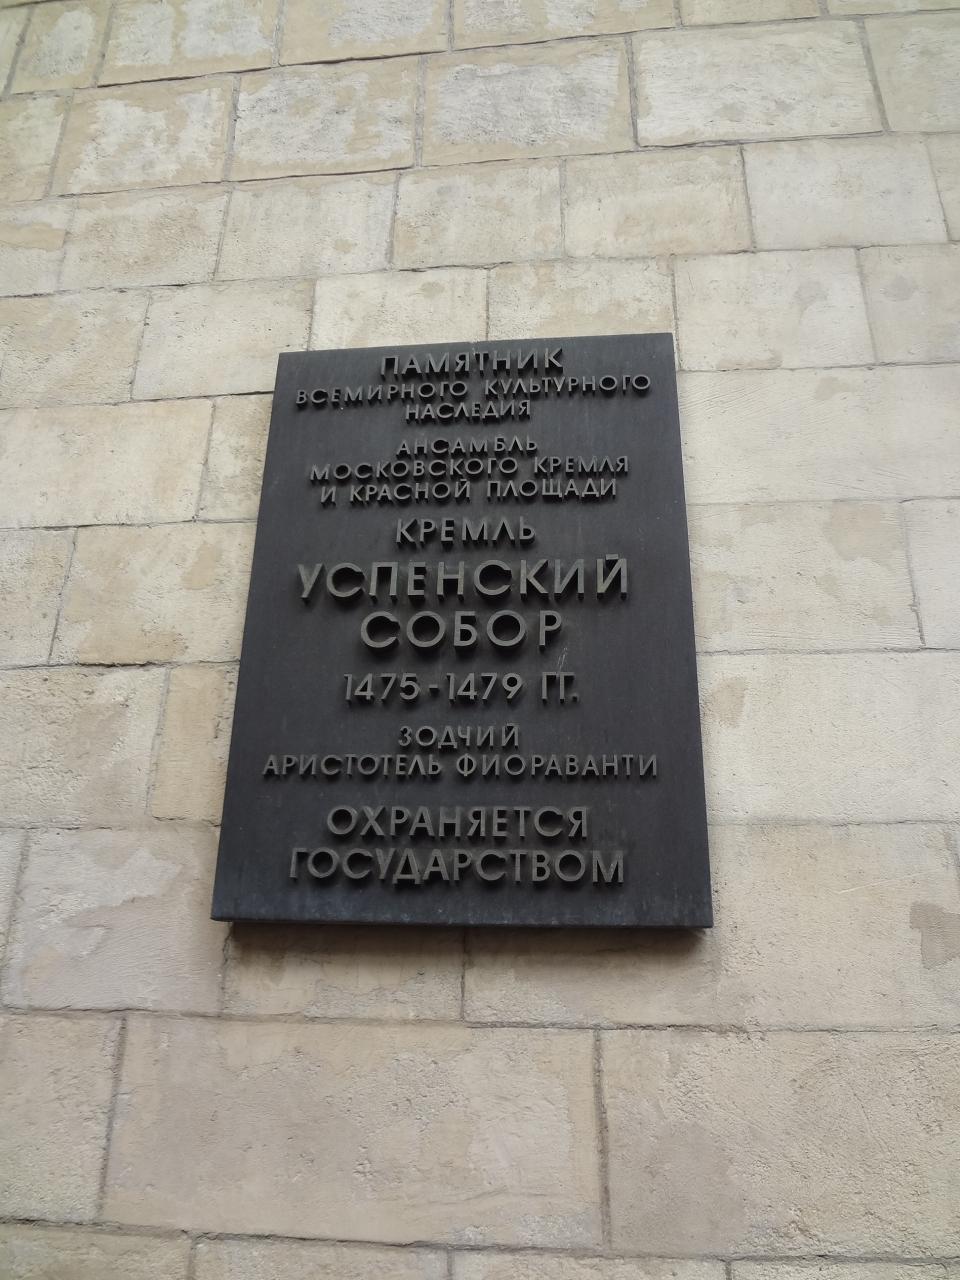 ПАМЯТНИК
ВСЕМИРНОГО КУЛЬТУРНОГО
НАСЛЕДИЯ
АНСАМБЛЬ
МОСКОВСКОГО КРЕМЛЯ
И КРАСНОЙ ПЛОЩАДИ
КРЕМЛЬ
УСПЕНСКИЙ
СОБОР
1475-1479 ГГ.
ЗОДЧИЙ
АРИСТОТЕЛЬ ФИОРАВАНТИ
ОХРАНЯЕТСЯ
ГОСУДАРСТВОМ